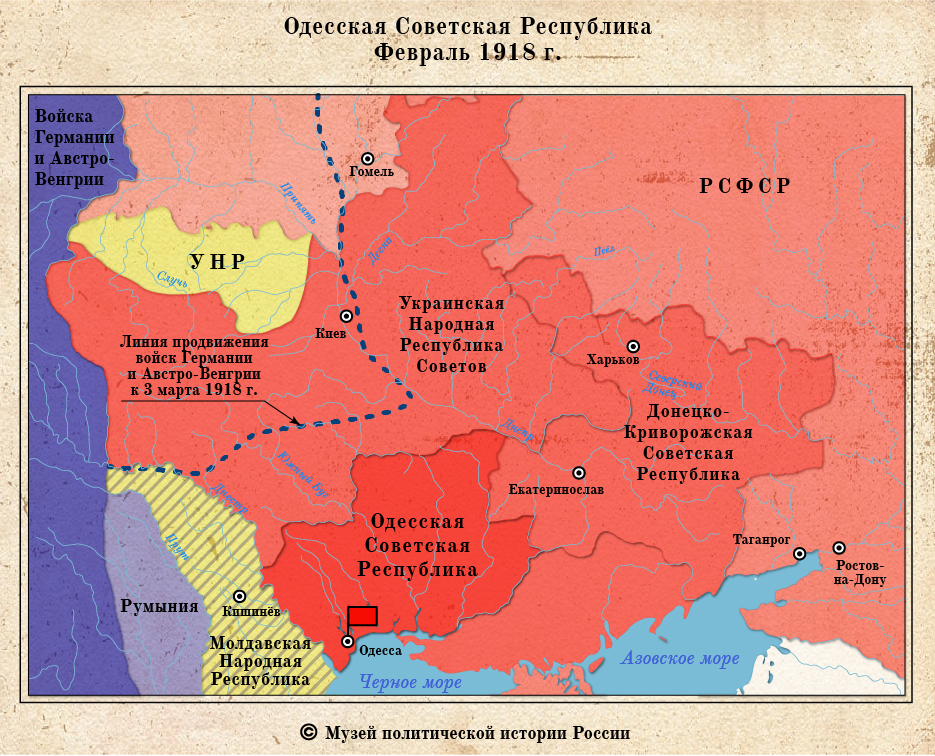 Одесская Советская Республика
Февраль 1918 г.
Войска
Германии
и Австро-
Венгрии
Гомель
РСФСР
Припять
УНР
Десна
Псёл
Случь
Киев
Украинская
Народная
Республика
Советов
Линия продвижения
войск Германии
и Австро-Венгрии
к 3 марта 1918 г.
Харьков
Северский
Донец
Донецко-
Криворожская
Советская
Республика
Днепр
Южный Буг
Днестр
Екатеринослав
Одесская
Советская
Республика
Прут
Таганрог
Ростов-
на-Дону
Румыния
Кишинёв
Молдавская
Народная
Республика
Одесса
Чёрное море
Азовское море
© Музей политической истории России